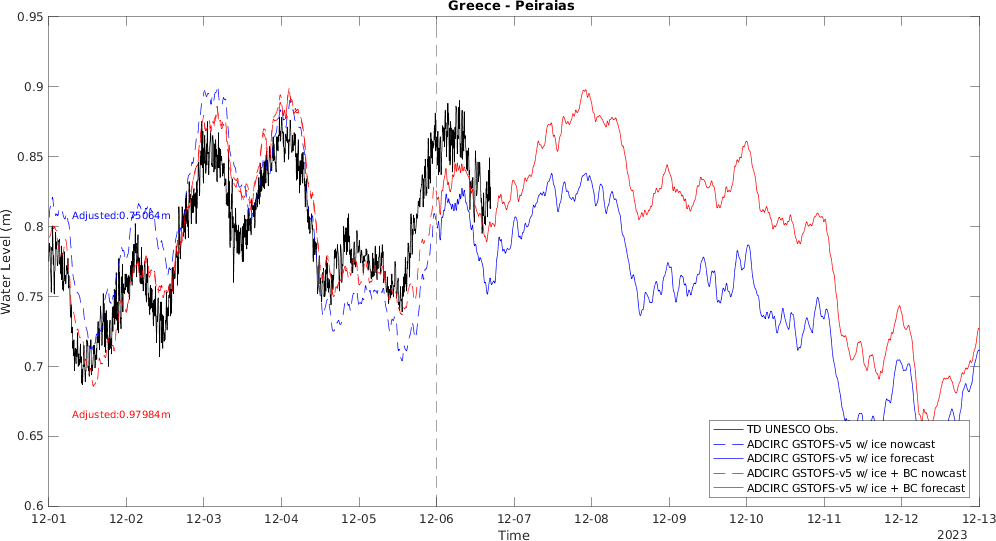 Greece - Peiraias
0.95
0.9
0.85
0.8
0.75
0.7
0.65
0.6
Water Level (m)
Adjusted:0.75064m
Adjusted:0.97984m
TD UNESCO Obs.
ADCIRC GSTOFS-v5 w/ ice nowcast
ADCIRC GSTOFS-v5 w/ ice forecast
ADCIRC GSTOFS-v5 w/ ice + BC nowcast
ADCIRC GSTOFS-v5 w/ ice + BC forecast
12-01 12-02 12-03 12-04 12-05 12-06 12-07 12-08 12-09 12-10 12-11 12-12 12-13
Time
2023